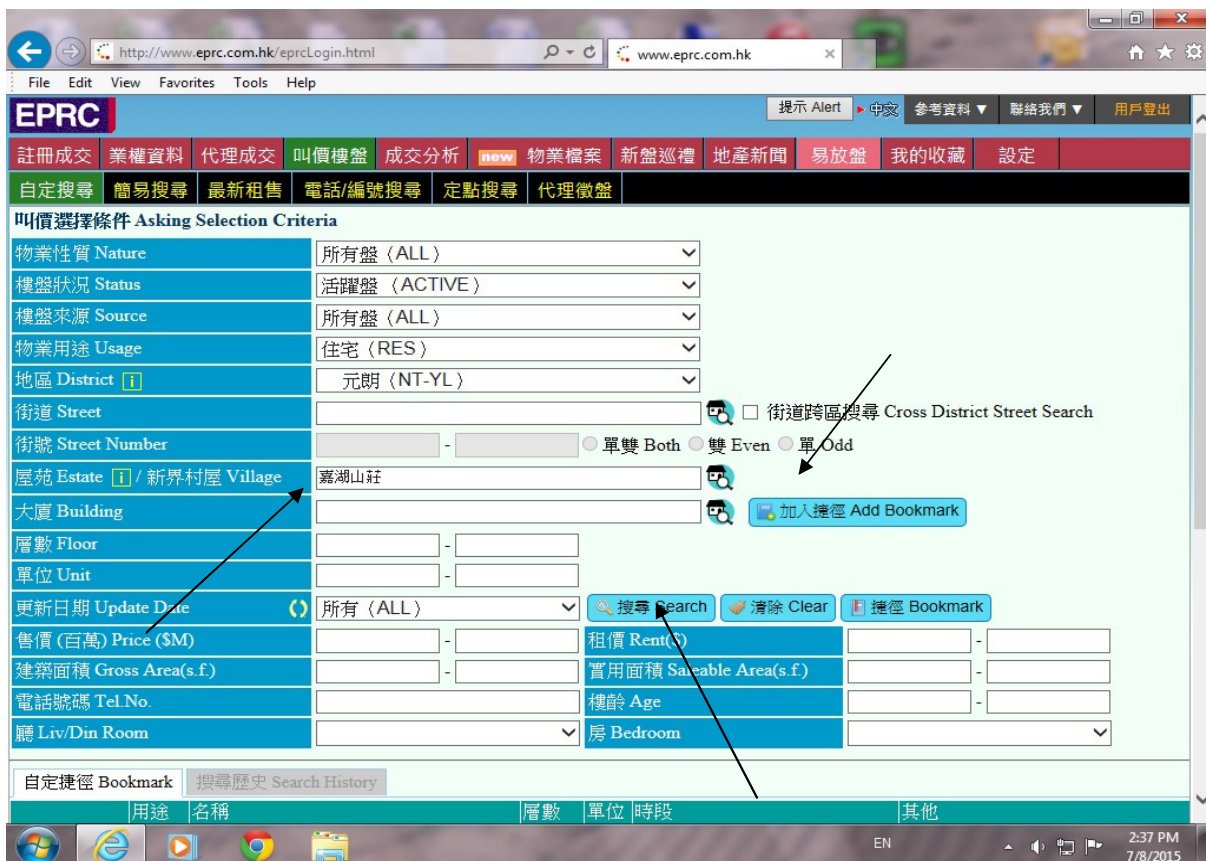 http://www.eprc.com.hk/eprcLogin.html
www.eprc.com.hk
File Edit View Favorites Tools Help
EPRC
提示 Alert 中文 參考資料 ▼ 聯絡我們 ▼ 用戶登出
註冊成交 業權資料 代理成交 叫價樓盤 成交分析 new 物業檔案 新盤巡禮 地產新聞 易放盤 我的收藏 設定
自定搜尋 簡易搜尋 最新租售 電話/編號搜尋 定點搜尋 代理徵盤
叫價選擇條件 Asking Selection Criteria
物業性質 Nature 所有盤 (ALL)
樓盤狀況 Status 活躍盤 (ACTIVE)
樓盤來源 Source 所有盤 (ALL)
物業用途 Usage 住宅 (RES)
地區 District i 元朗 (NT-YL)
街道 Street 街道跨區搜尋 Cross District Street Search
街號 Street Number - 單雙 Both 雙 Even 單 Odd
屋苑 Estate i / 新界村屋 Village 嘉湖山莊
大廈 Building 加入捷徑 Add Bookmark
層數 Floor -
單位 Unit -
更新日期 Update Date 所有 (ALL) 搜尋 Search 清除 Clear 捷徑 Bookmark
售價 (百萬) Price ($M) - 租價 Rent($) -
建築面積 Gross Area(s.f.) - 實用面積 Saleable Area(s.f.) -
電話號碼 Tel.No. 樓齡 Age -
廳 Liv/Din Room 房 Bedroom
自定捷徑 Bookmark 搜尋歷史 Search History
用途 名稱 層數 單位 時段 其他
EN 2:37 PM
7/8/2015